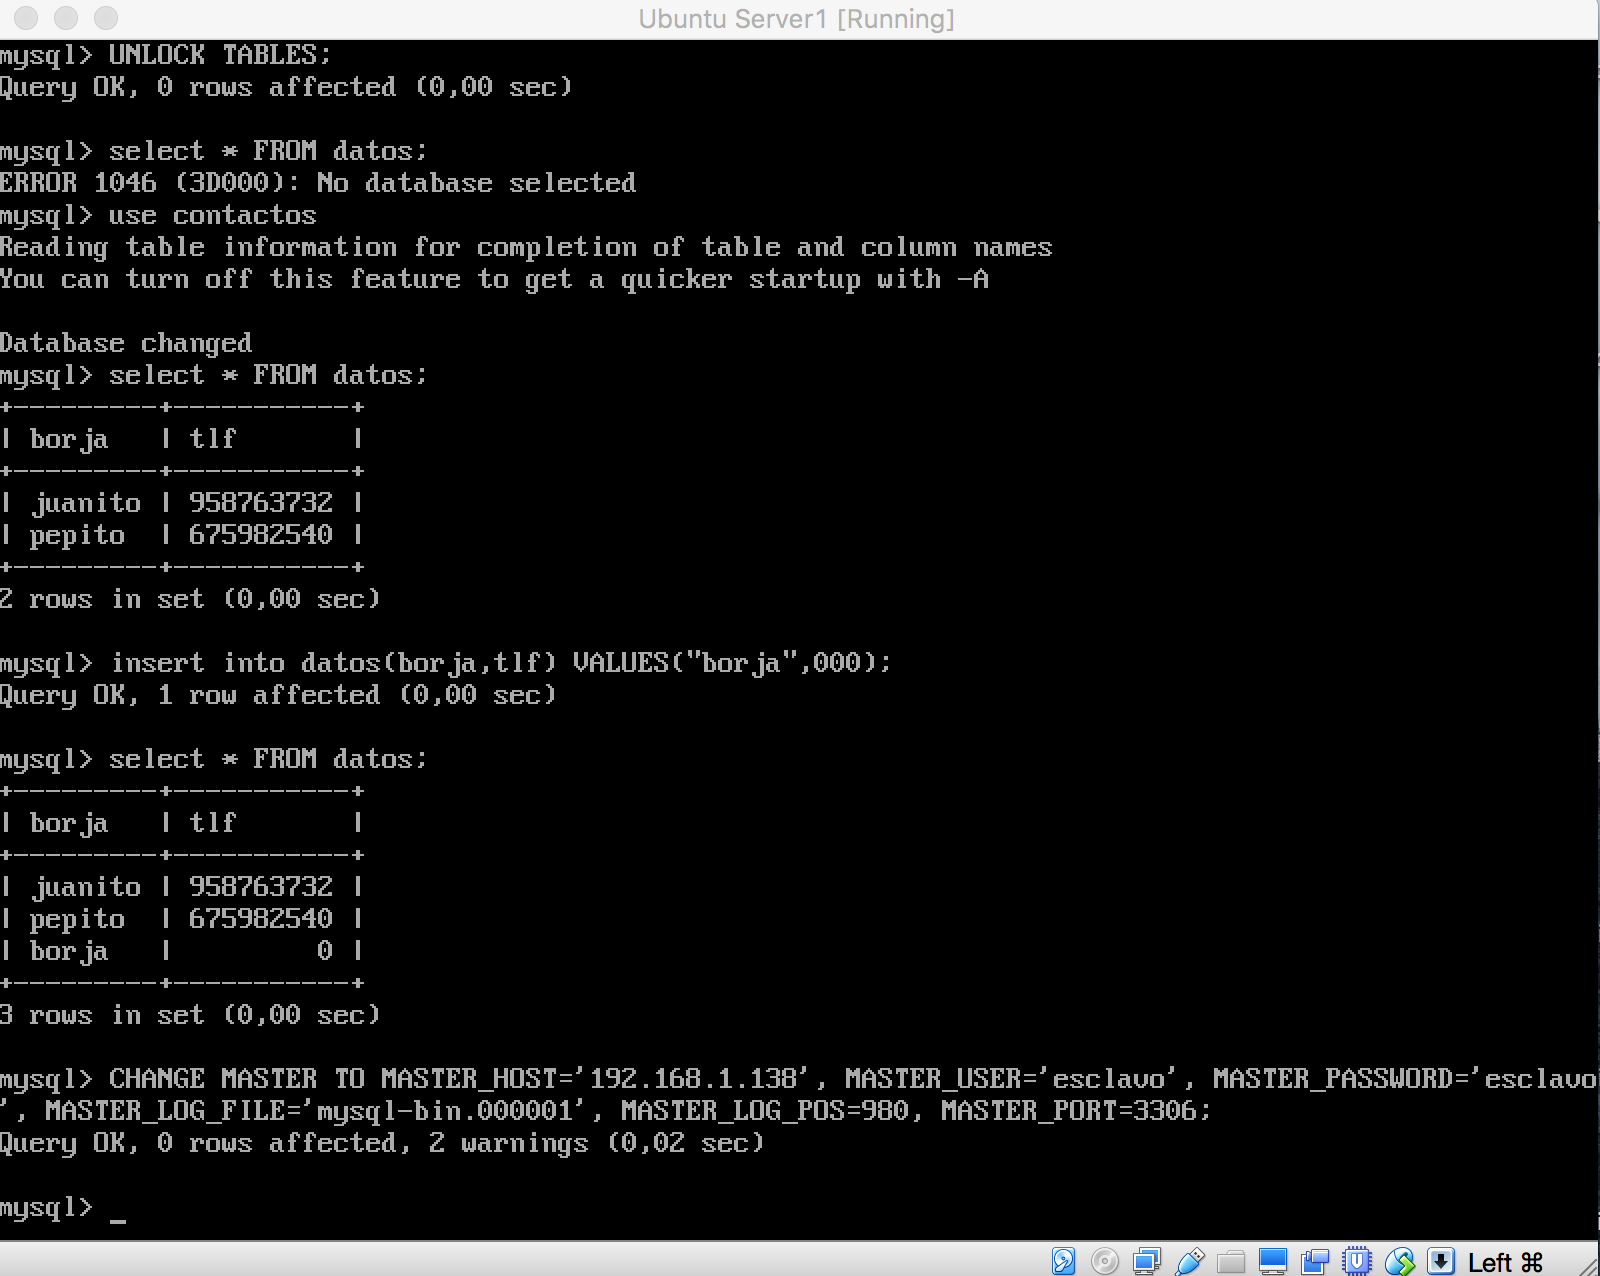 Ubuntu Server1 [Running]
mysql> UNLOCK TABLES;
Query OK, 0 rows affected (0,00 sec)
mysql> select * FROM datos;
ERROR 1046 (3D000): No database selected
mysql> use contactos
Reading table information for completion of table and column names
You can turn off this feature to get a quicker startup with -A
Database changed
mysql> select * FROM datos;
+---------+-----------+
| borja   | tlf       |
+---------+-----------+
| juanito | 958763732 |
| pepito  | 675982540 |
+---------+-----------+
2 rows in set (0,00 sec)
mysql> insert into datos(borja,tlf) VALUES("borja",000);
Query OK, 1 row affected (0,00 sec)
mysql> select * FROM datos;
+---------+-----------+
| borja   | tlf       |
+---------+-----------+
| juanito | 958763732 |
| pepito  | 675982540 |
| borja   |         0 |
+---------+-----------+
3 rows in set (0,00 sec)
mysql> CHANGE MASTER TO MASTER_HOST='192.168.1.138', MASTER_USER='esclavo', MASTER_PASSWORD='esclavo
', MASTER_LOG_FILE='mysql-bin.000001', MASTER_LOG_POS=980, MASTER_PORT=3306;
Query OK, 0 rows affected, 2 warnings (0,02 sec)
mysql> _
Left ⌘